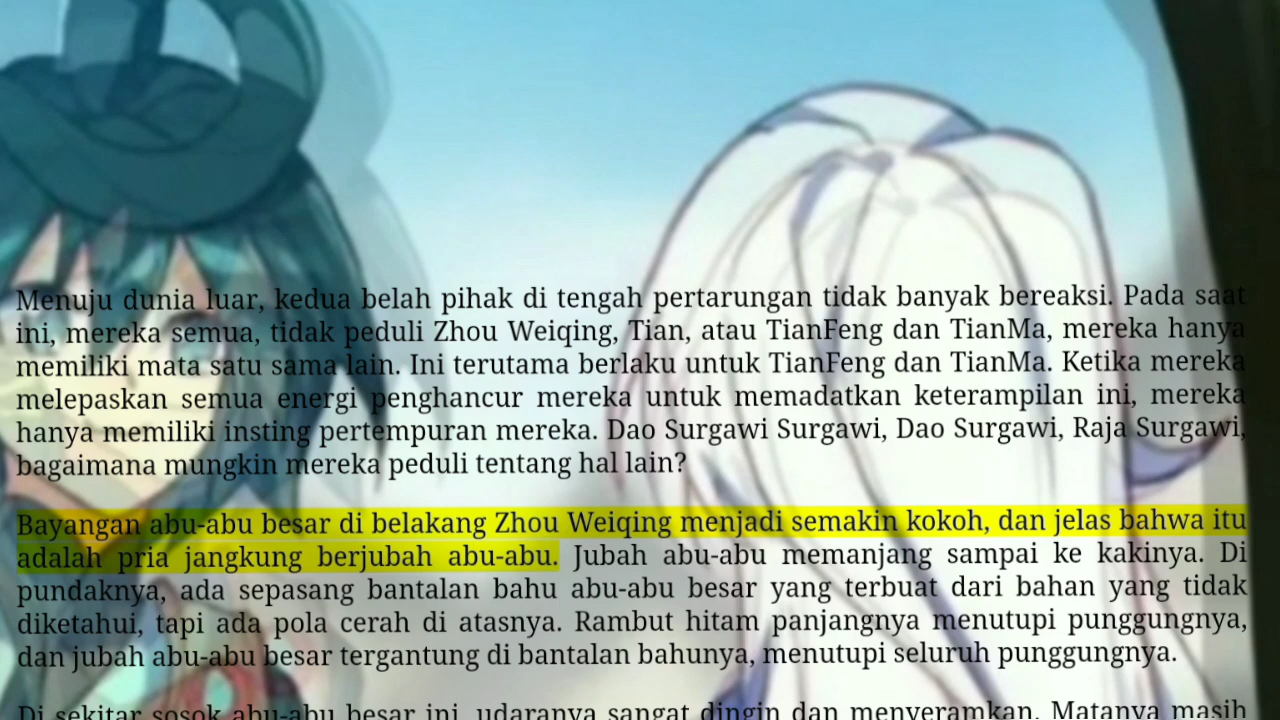 Menuju dunia luar, kedua belah pihak di tengah pertarungan tidak banyak bereaksi. Pada saat
ini, mereka semua, tidak peduli Zhou Weiqing, Tian, atau TianFeng dan TianMa, mereka hanya
memiliki mata satu sama lain. Ini terutama berlaku untuk TianFeng dan TianMa. Ketika mereka
melepaskan semua energi penghancur mereka untuk memadatkan keterampilan ini, mereka
hanya memiliki insting pertempuran mereka. Dao Surgawi Surgawi, Dao Surgawi, Raja Surgawi,
bagaimana mungkin mereka peduli tentang hal lain?
Bayangan abu-abu besar di belakang Zhou Weiqing menjadi semakin kokoh, dan jelas bahwa itu
adalah pria jangkung berjubah abu-abu. Jubah abu-abu memanjang sampai ke kakinya. Di
pundaknya, ada sepasang bantalan bahu abu-abu besar yang terbuat dari bahan yang tidak
diketahui, tapi ada pola cerah di atasnya. Rambut hitam panjangnya menutupi punggungnya,
dan jubah abu-abu besar tergantung di bantalan bahunya, menutupi seluruh punggungnya.
Di sekitar sosok abu-abu besar ini, udaranya sangat dingin dan menyeramkan. Matanya masih